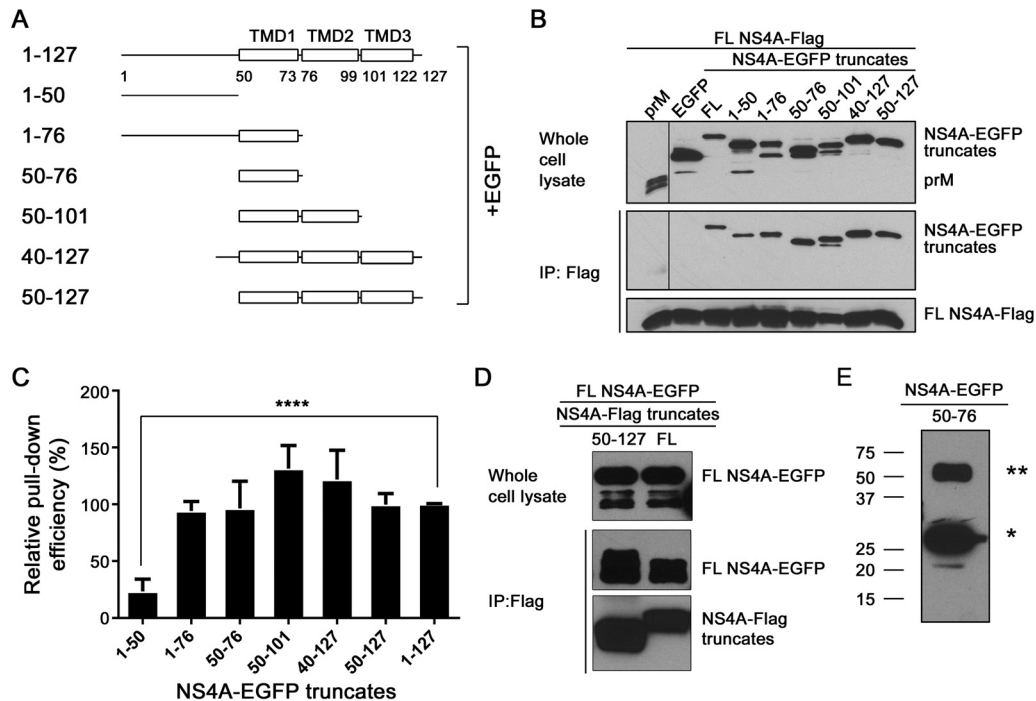 A
TMD1 TMD2 TMD3
1-127
1 50 73 76 99 101 122 127
1-50
1-76
50-76
50-101
40-127
50-127
+EGFP
B
FL NS4A-Flag
NS4A-EGFP truncates
prM EGFP FL 1-50 1-76 50-76 50-101 40-127 50-127
Whole
cell
lysate
NS4A-EGFP
truncates
prM
IP: Flag
NS4A-EGFP
truncates
FL NS4A-Flag
C
Relative pull-down
efficiency (%)
200
150
100
50
0
****
1-50 1-76 50-76 50-101 40-127 50-127 1-127
NS4A-EGFP truncates
D
FL NS4A-EGFP
NS4A-Flag truncates
50-127 FL
Whole
cell lysate
FL NS4A-EGFP
IP:Flag
FL NS4A-EGFP
NS4A-Flag
truncates
E
NS4A-EGFP
50-76
75
50
37
25
20
15
**
*